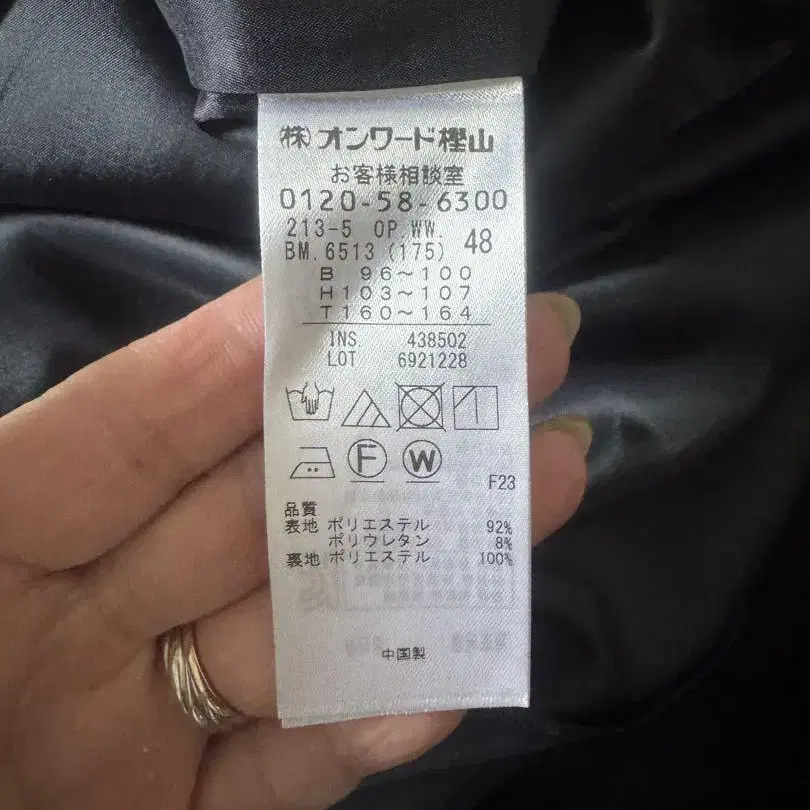 (株)オンワード樫山
お客様相談室
0120-58-6300
213-5 OP WW.
BM.6513 (175) 48
B 96～100
H103～107
T160～164
INS 438502
LOT 6921228
F W
F23
品質
表地 ポリエステル 92%
ポリウレタン 8%
裏地 ポリエステル 100%
中国製